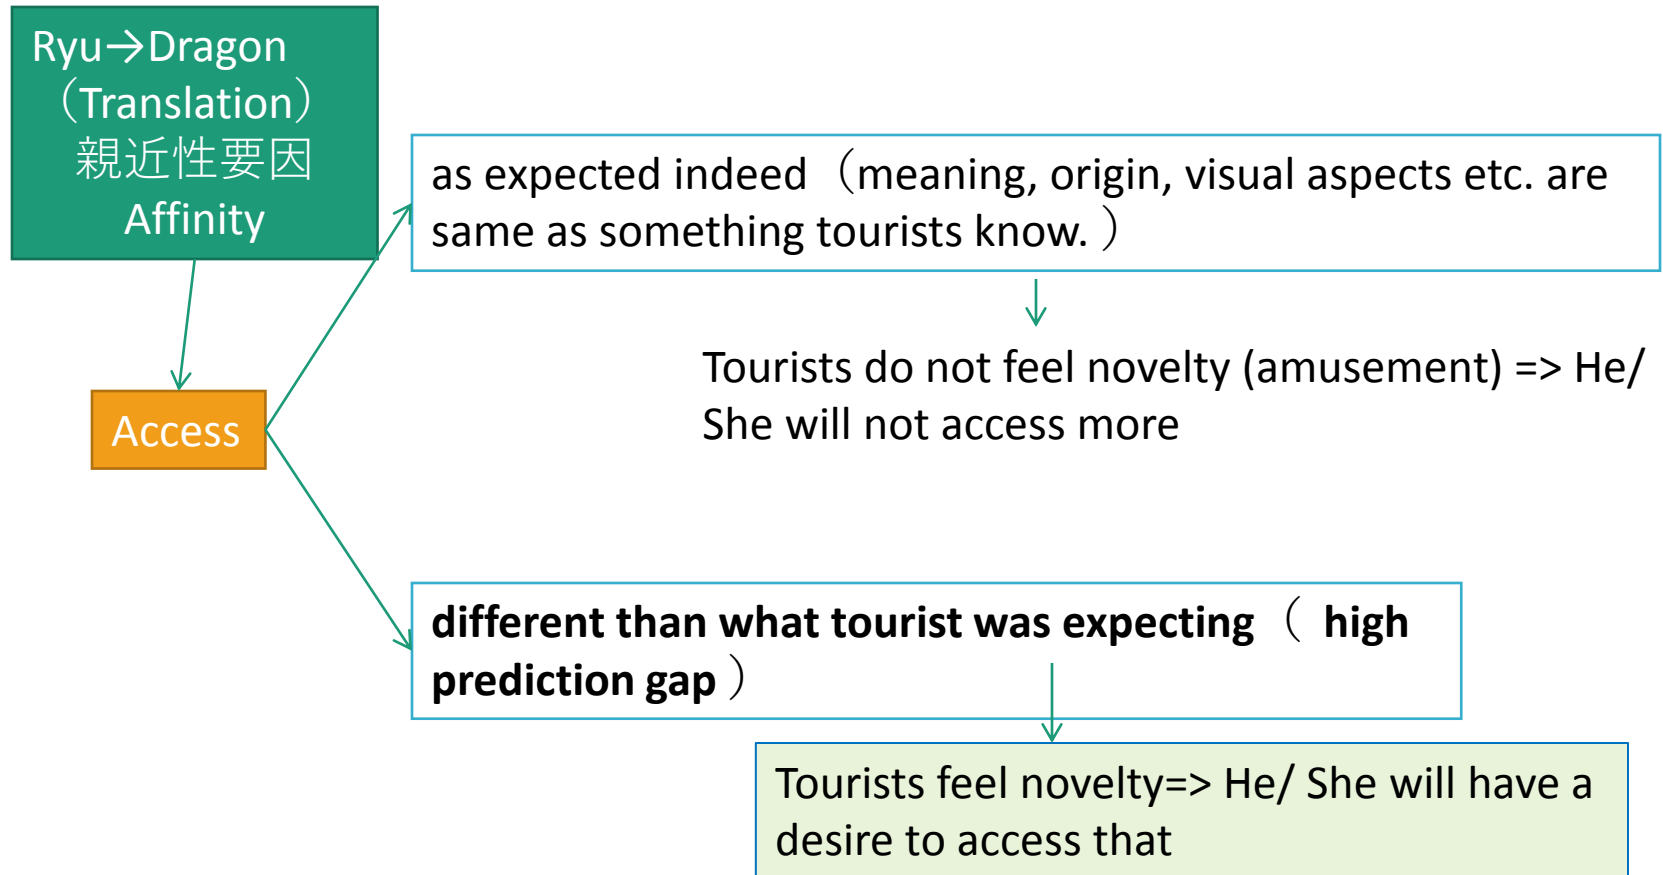 Ryu→Dragon
（Translation）
親近性要因
Affinity
as expected indeed（meaning, origin, visual aspects etc. are
same as something tourists know. ）
Tourists do not feel novelty (amusement) => He/
She will not access more
Access
different than what tourist was expecting（ high
prediction gap ）
Tourists feel novelty=> He/ She will have a
desire to access that